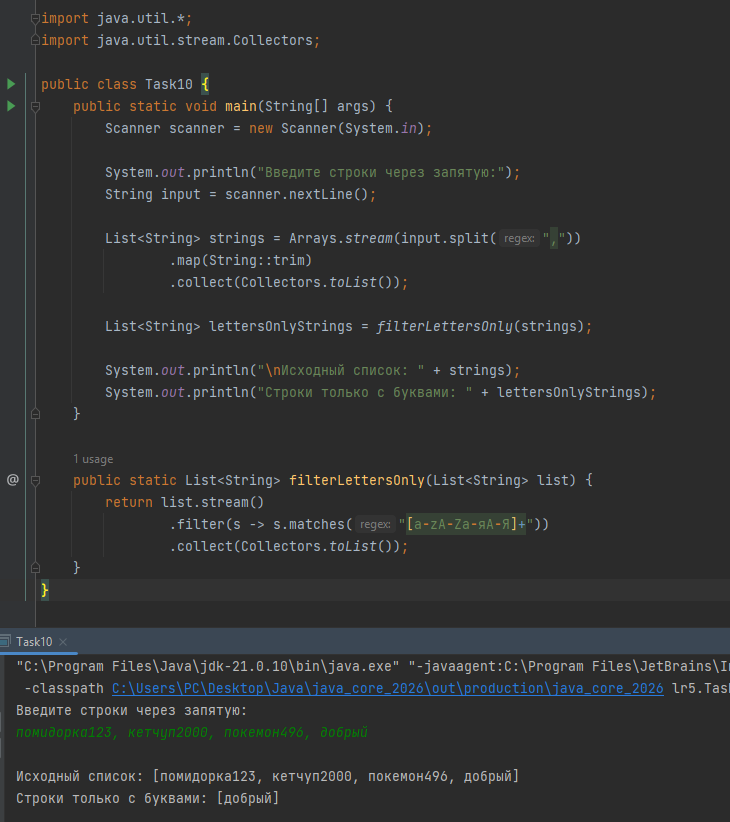 import java.util.*;
import java.util.stream.Collectors;
public class Task10 {
public static void main(String[] args) {
Scanner scanner = new Scanner(System.in);
System.out.println("Введите строки через запятую:");
String input = scanner.nextLine();
List<String> strings = Arrays.stream(input.split( regex: ","))
.map(String::trim)
.collect(Collectors.toList());
List<String> lettersOnlyStrings = filterLettersOnly(strings);
System.out.println("\nИсходный список: " + strings);
System.out.println("Строки только с буквами: " + lettersOnlyStrings);
}
1 usage
@ public static List<String> filterLettersOnly(List<String> list) {
return list.stream()
.filter(s -> s.matches( regex: "[a-zA-Zа-яА-Я]+"))
.collect(Collectors.toList());
}
}
Task10 ×
"C:\Program Files\Java\jdk-21.0.10\bin\java.exe" "-javaagent:C:\Program Files\JetBrains\
-classpath C:\Users\PC\Desktop\Java\java_core_2026\out\production\java_core_2026 lr5.Tas
Введите строки через запятую:
помидорка123, кетчуп2000, покемон496, добрый
Исходный список: [помидорка123, кетчуп2000, покемон496, добрый]
Строки только с буквами: [добрый]